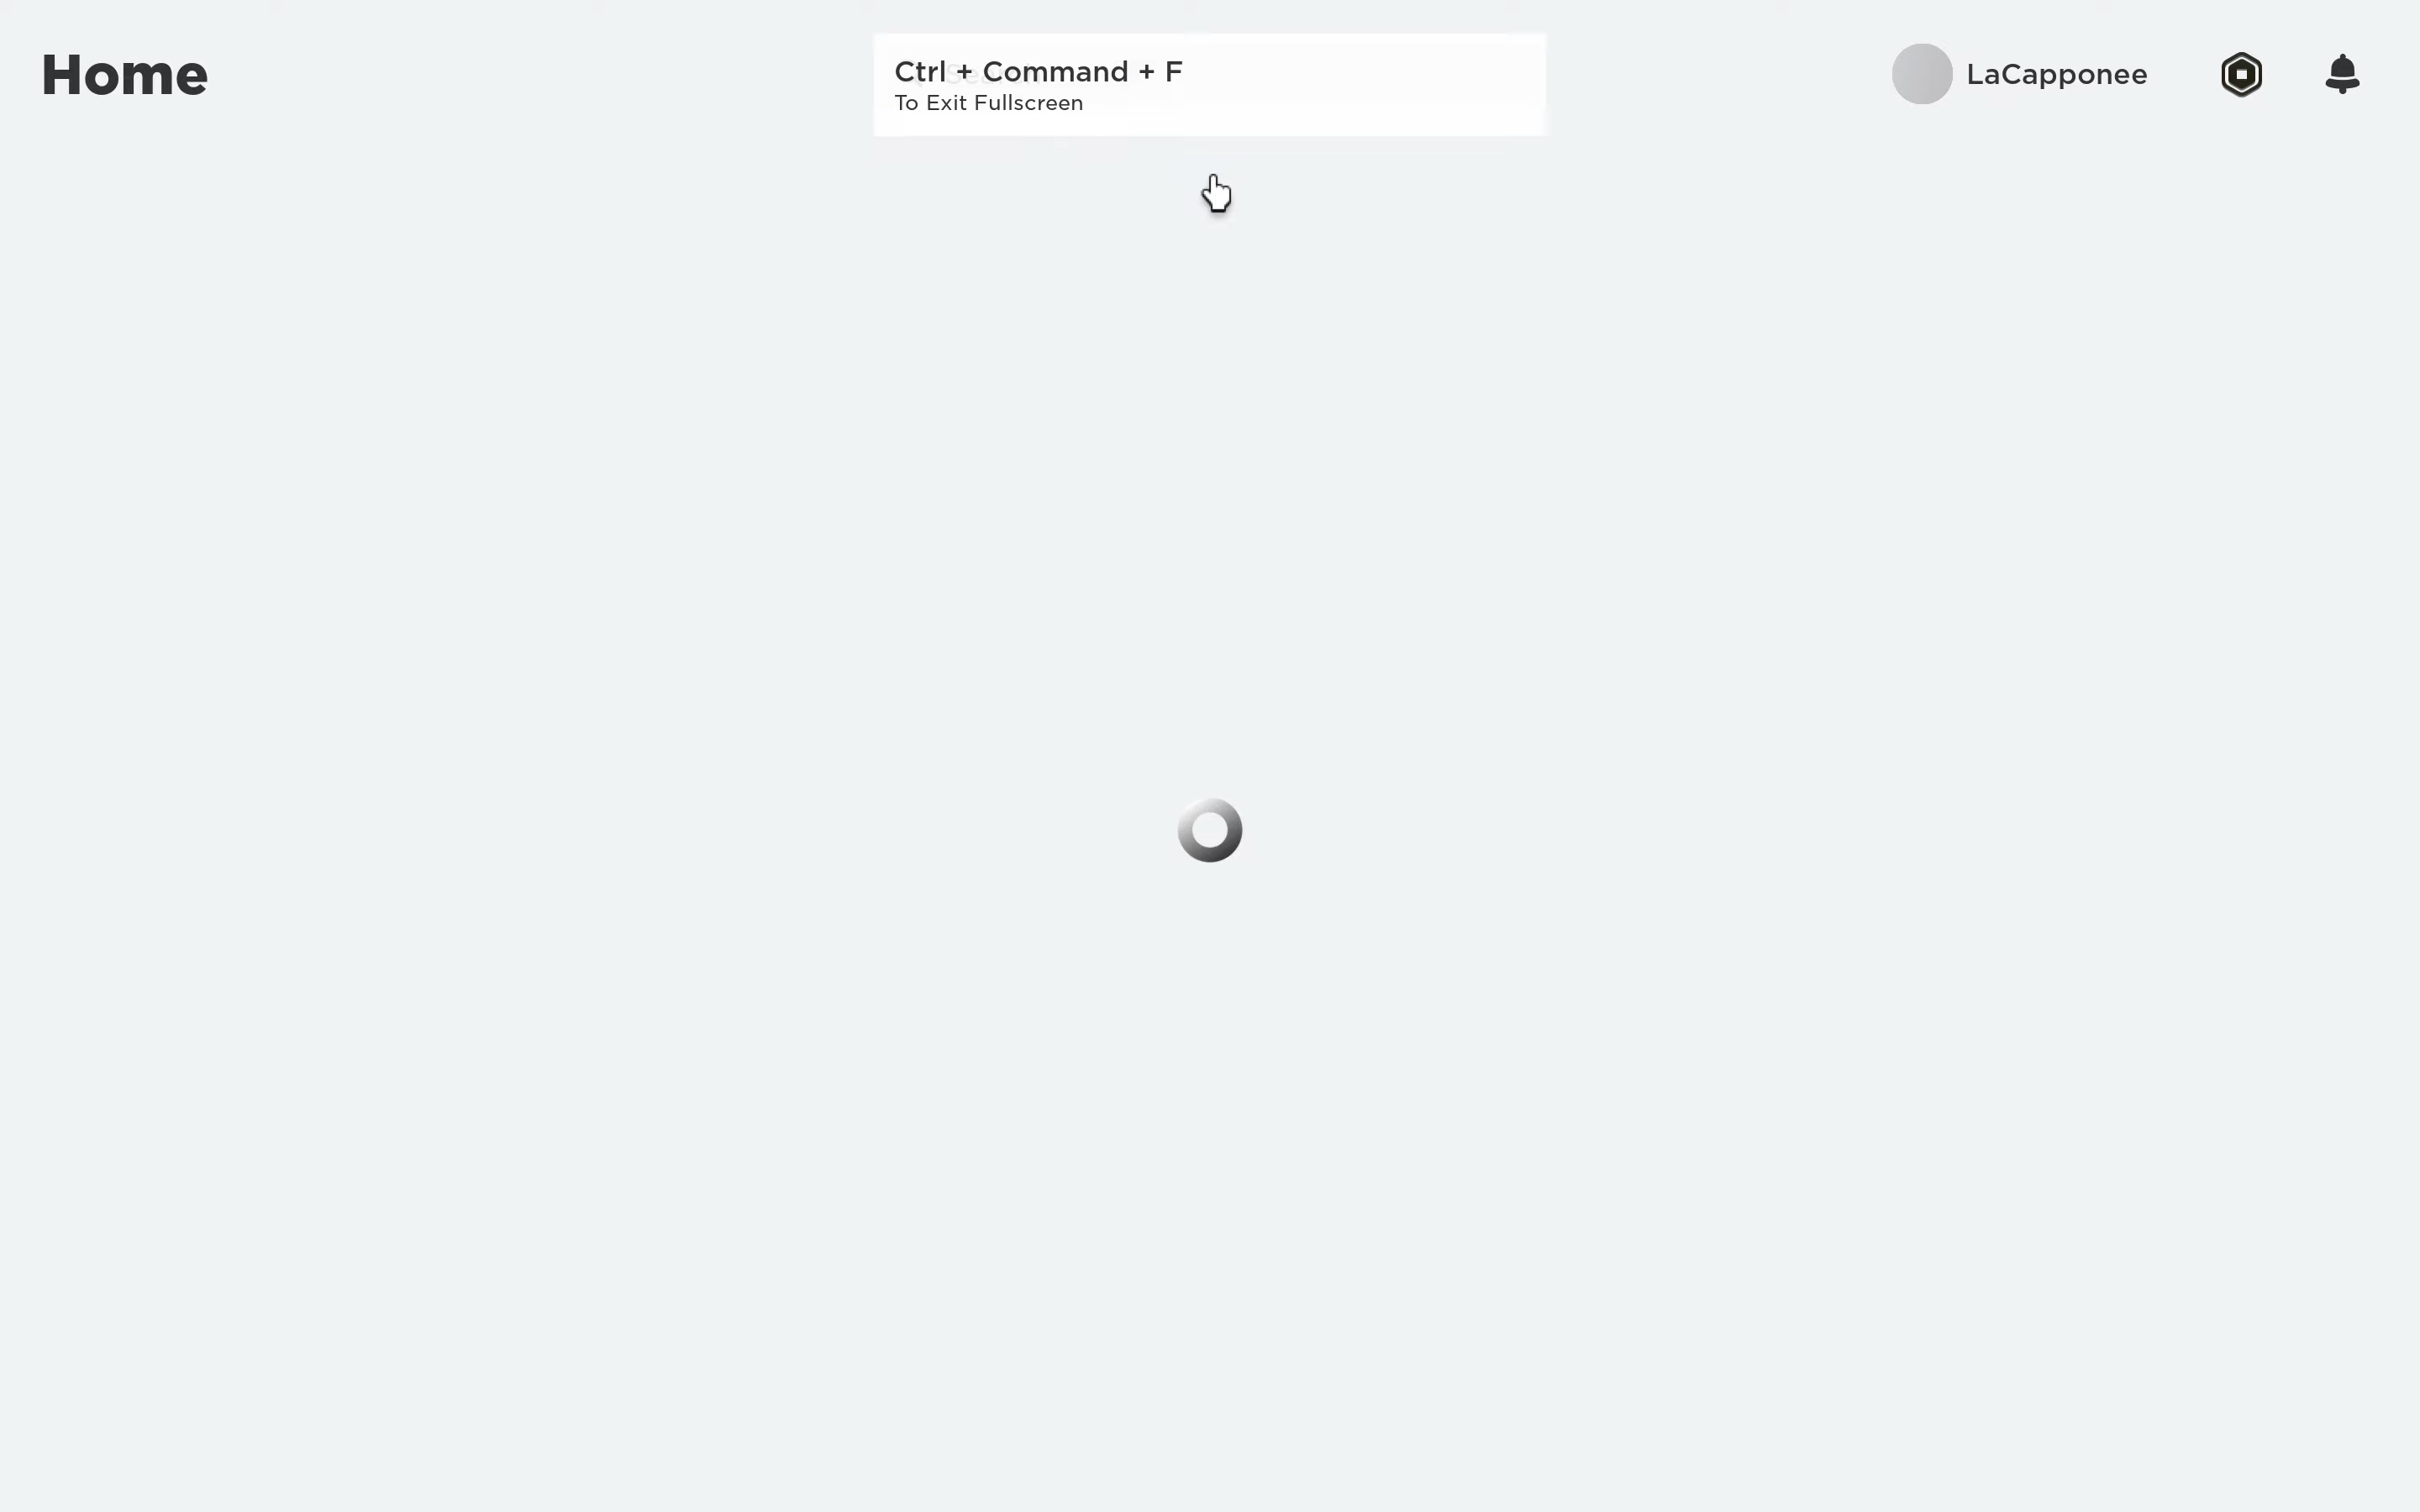 Home
Ctrl + Command + F
To Exit Fullscreen
LaCapponee